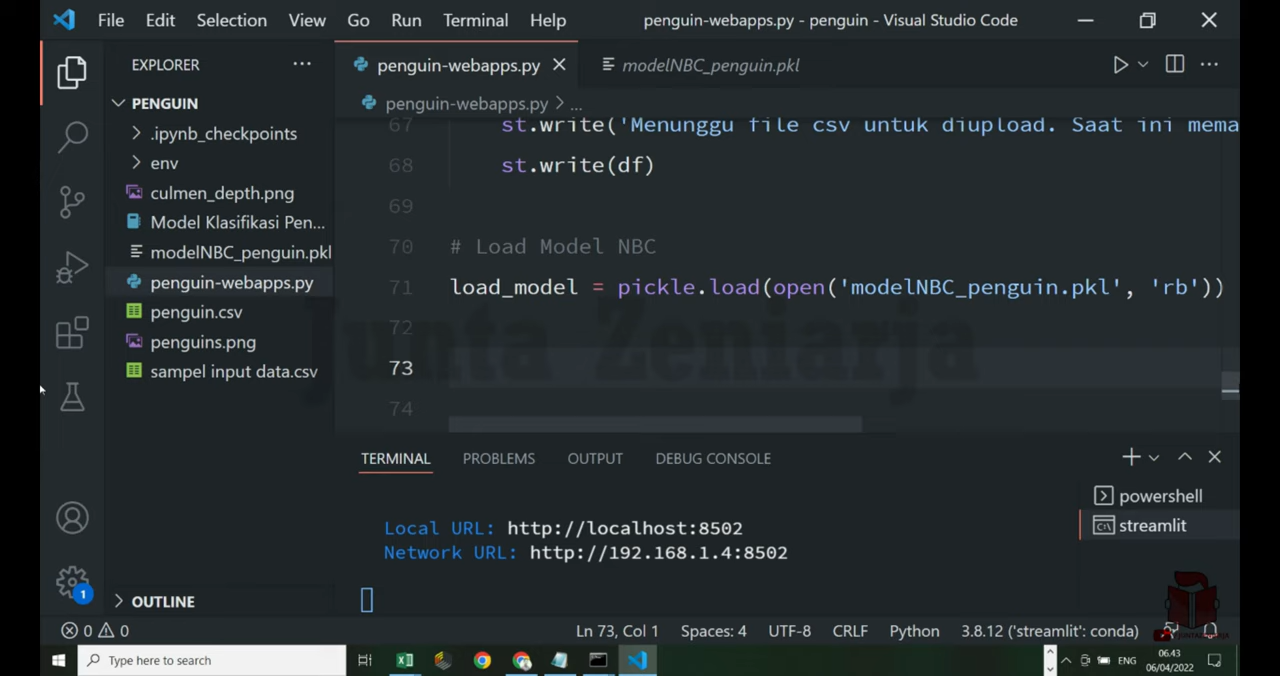 File Edit Selection View Go Run Terminal Help penguin-webapps.py - penguin - Visual Studio Code
EXPLORER
PENGUIN
.ipynb_checkpoints
env
culmen_depth.png
Model Klasifikasi Pen...
modelNBC_penguin.pkl
penguin-webapps.py
penguin.csv
penguins.png
sampel input data.csv
OUTLINE
penguin-webapps.py modelNBC_penguin.pkl
penguin-webapps.py > ...
67 st.write('Menunggu file csv untuk diupload. Saat ini mema
68 st.write(df)
69
70 # Load Model NBC
71 load_model = pickle.load(open('modelNBC_penguin.pkl', 'rb'))
72
73
74
Junta Zeniarja
TERMINAL PROBLEMS OUTPUT DEBUG CONSOLE
Local URL: http://localhost:8502
Network URL: http://192.168.1.4:8502
powershell
streamlit
1
0 0 Ln 73, Col 1 Spaces: 4 UTF-8 CRLF Python 3.8.12 ('streamlit': conda)
Type here to search
ENG
06.43
06/04/2022